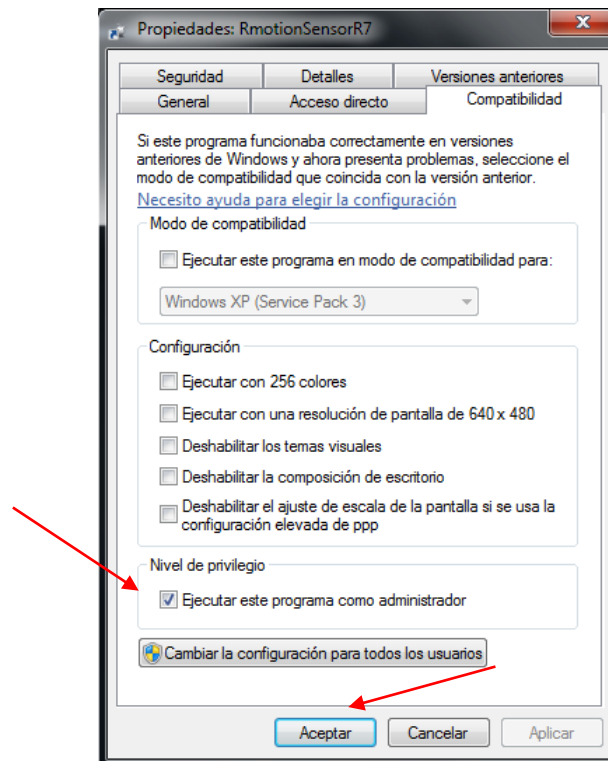 Propiedades: RmotionSensorR7
Seguridad Detalles Versiones anteriores
General Acceso directo Compatibilidad
Si este programa funcionaba correctamente en versiones
anteriores de Windows y ahora presenta problemas, seleccione el
modo de compatibilidad que coincida con la versión anterior.
Necesito ayuda para elegir la configuración
Modo de compatibilidad
Ejecutar este programa en modo de compatibilidad para:
Windows XP (Service Pack 3)
Configuración
Ejecutar con 256 colores
Ejecutar con una resolución de pantalla de 640 x 480
Deshabilitar los temas visuales
Deshabilitar la composición de escritorio
Deshabilitar el ajuste de escala de la pantalla si se usa la
configuración elevada de ppp
Nivel de privilegio
Ejecutar este programa como administrador
Cambiar la configuración para todos los usuarios
Aceptar Cancelar Aplicar